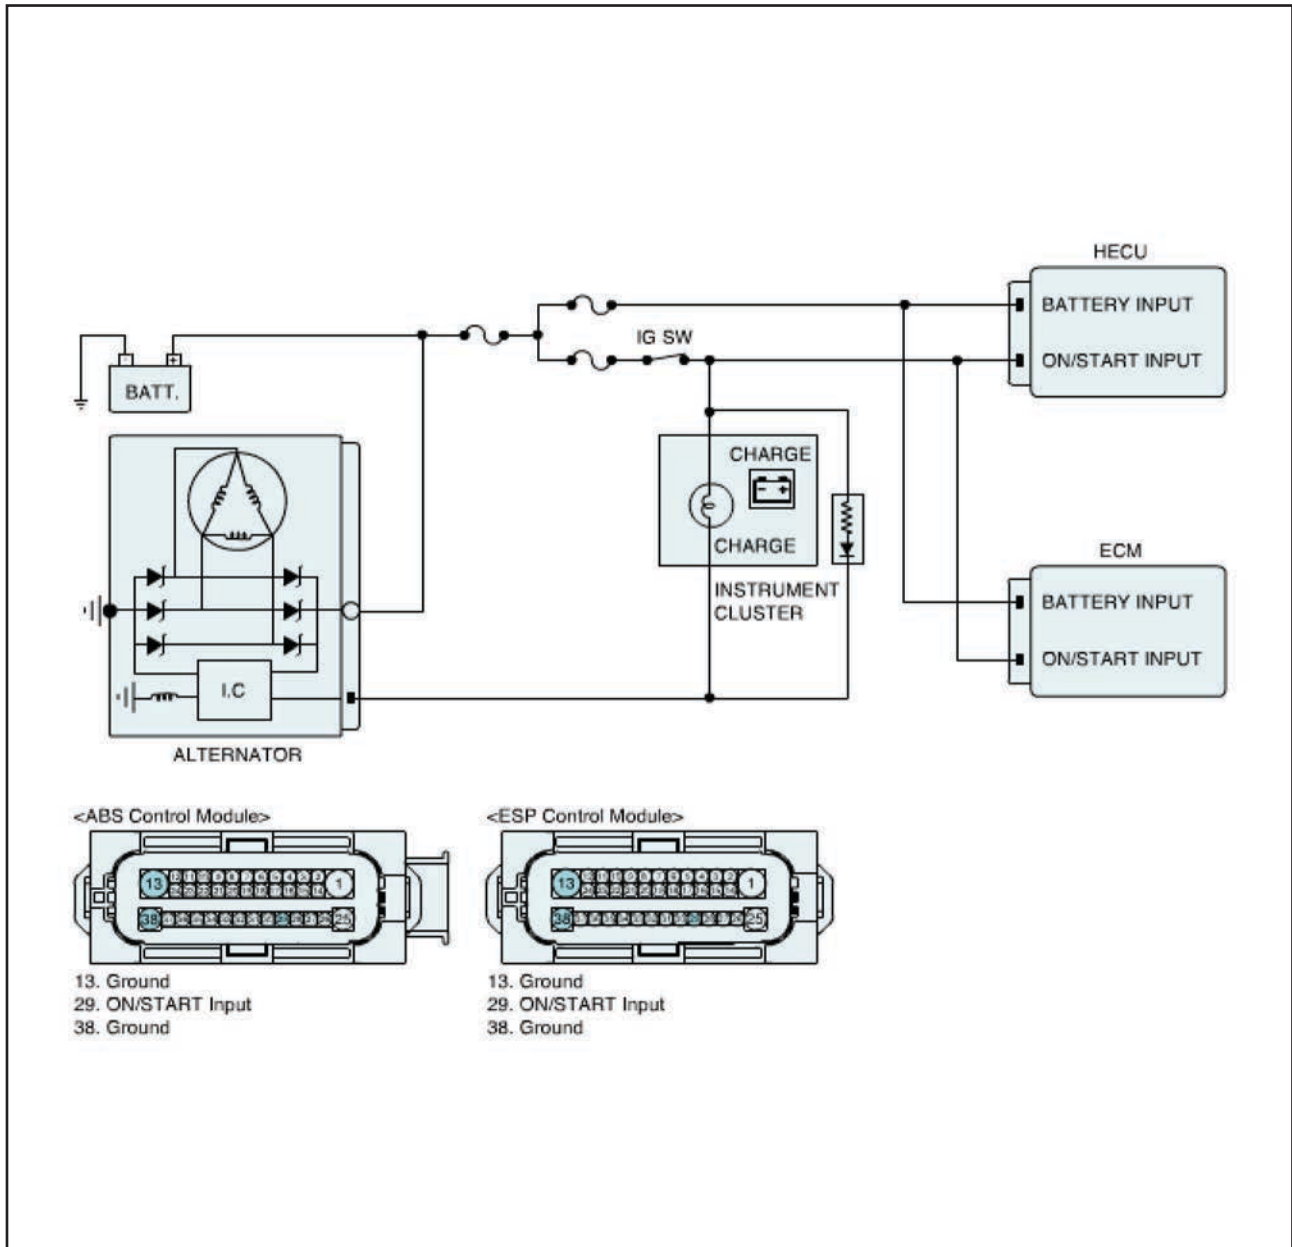 HECU
BATTERY INPUT
IG SW
ON/START INPUT
- +
BATT.
CHARGE
- +
CHARGE
ECM
INSTRUMENT
CLUSTER
BATTERY INPUT
ON/START INPUT
I.C
ALTERNATOR
<ABS Control Module>
13 1
38 25
13. Ground
29. ON/START Input
38. Ground
<ESP Control Module>
13 1
38 25
13. Ground
29. ON/START Input
38. Ground